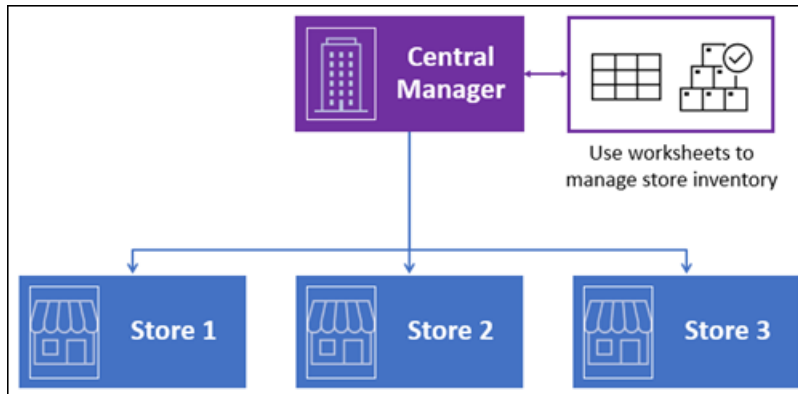 Central
Manager
Use worksheets to
manage store inventory
Store 1
Store 2
Store 3